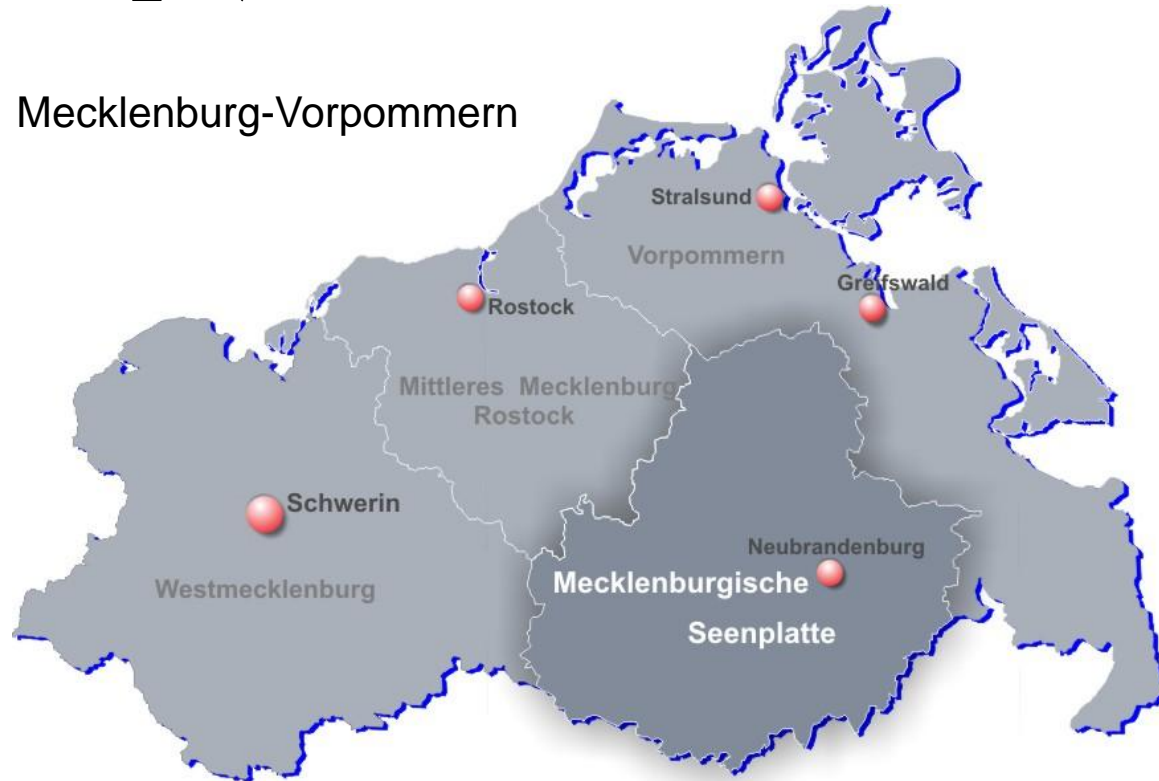 Mecklenburg-Vorpommern
Stralsund
Vorpommern
Greifswald
Rostock
Mittleres Mecklenburg
Rostock
Schwerin
Neubrandenburg
Westmecklenburg
Mecklenburgische
Seenplatte